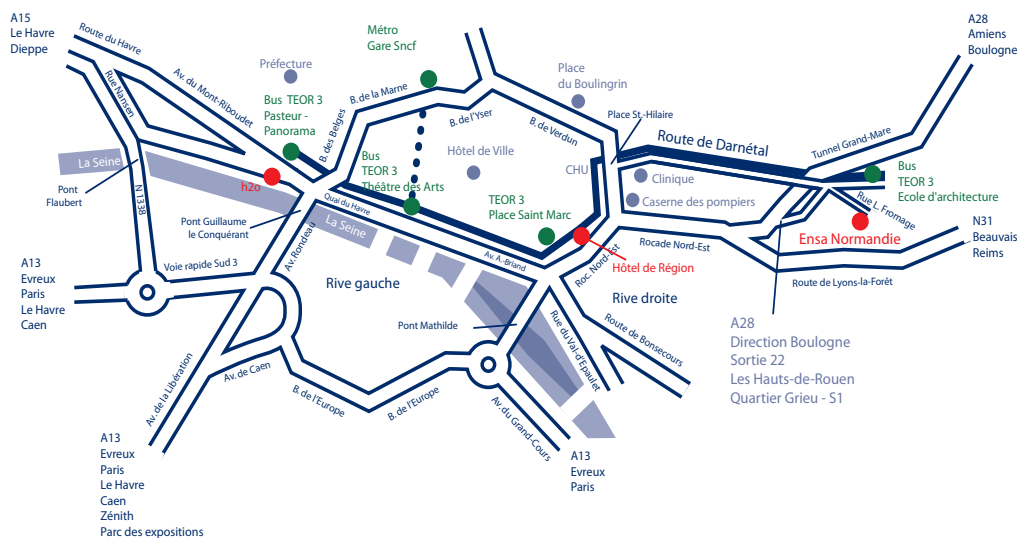 A15
Le Havre
Dieppe
Route du Havre
Rue Nansen
Av. du Mont-Riboudet
Préfecture
Bus TEOR 3
Pasteur -
Panorama
Métro
Gare Sncf
B. des Belges
B. de la Marne
B. de l'Yser
B. de Verdun
Place
du Boulingrin
Place St.-Hilaire
A28
Amiens
Boulogne
Route de Darnétal
Tunnel Grand-Mare
Hôtel de Ville
Bus
TEOR 3
Théâtre des Arts
CHU
Clinique
Caserne des pompiers
Bus
TEOR 3
Ecole d'architecture
Rue L. Fromage
Ensa Normandie
N31
Beauvais
Reims
La Seine
Pont
Flaubert
N 1338
h2o
Pont Guillaume
le Conquérant
Quai du Havre
La Seine
TEOR 3
Place Saint Marc
Av. A.-Briand
Roc. Nord-Est
Rocade Nord-Est
Hôtel de Région
Route de Lyons-la-Forêt
Av. Rondeau
Voie rapide Sud 3
A13
Evreux
Paris
Le Havre
Caen
Rive gauche
Rive droite
Pont Mathilde
Rue du Val-d'Epaulet
Route de Bonsecours
A28
Direction Boulogne
Sortie 22
Les Hauts-de-Rouen
Quartier Grieu - S1
Av. de la Libération
Av. de Caen
B. de l'Europe
B. de l'Europe
Av. du Grand-Cours
A13
Evreux
Paris
Le Havre
Caen
Zénith
Parc des expositions
A13
Evreux
Paris